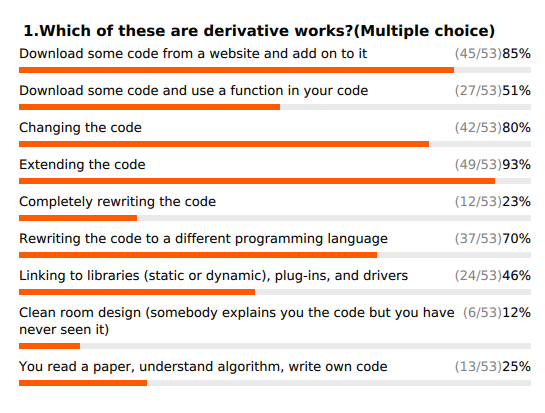 1.Which of these are derivative works?(Multiple choice)
Download some code from a website and add on to it (45/53)85%
Download some code and use a function in your code (27/53)51%
Changing the code (42/53)80%
Extending the code (49/53)93%
Completely rewriting the code (12/53)23%
Rewriting the code to a different programming language (37/53)70%
Linking to libraries (static or dynamic), plug-ins, and drivers (24/53)46%
Clean room design (somebody explains you the code but you have (6/53)12%
never seen it)
You read a paper, understand algorithm, write own code (13/53)25%